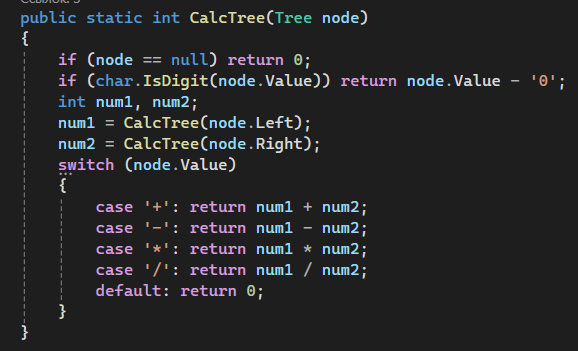 public static int CalcTree(Tree node)
{
if (node == null) return 0;
if (char.IsDigit(node.Value)) return node.Value - '0';
int num1, num2;
num1 = CalcTree(node.Left);
num2 = CalcTree(node.Right);
switch (node.Value)
{
case '+': return num1 + num2;
case '-': return num1 - num2;
case '*': return num1 * num2;
case '/': return num1 / num2;
default: return 0;
}
}